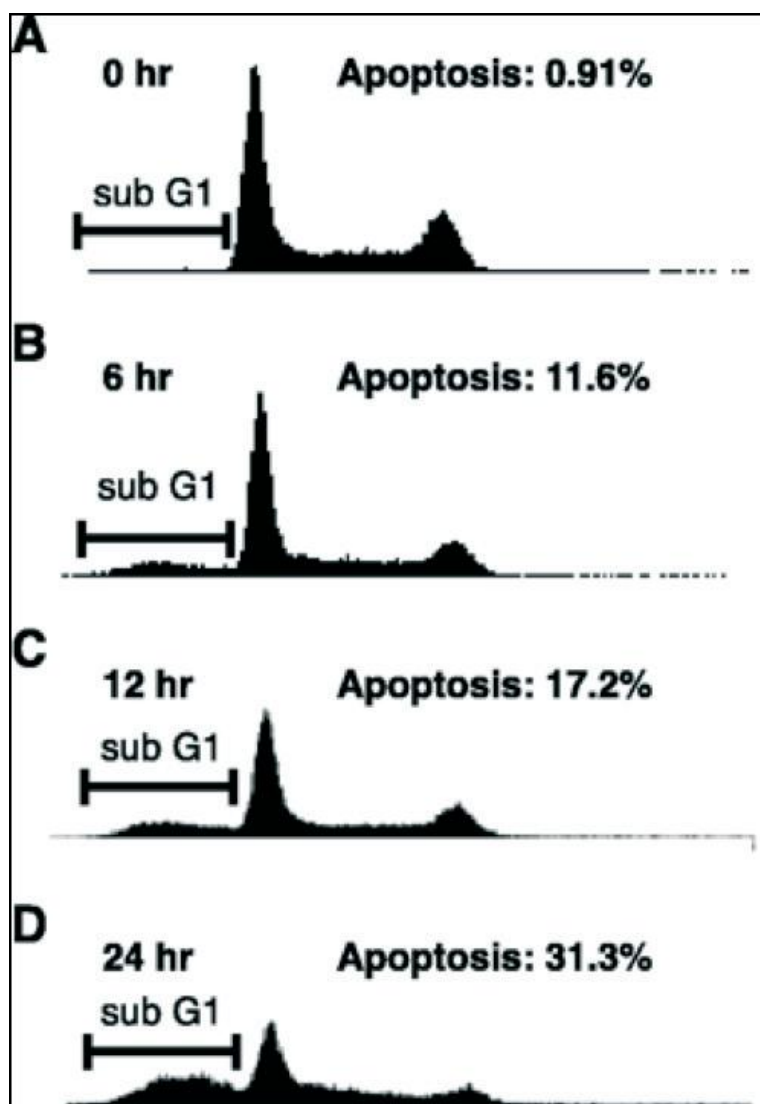 A
0 hr Apoptosis: 0.91%
sub G1
B
6 hr Apoptosis: 11.6%
sub G1
C
12 hr Apoptosis: 17.2%
sub G1
D
24 hr Apoptosis: 31.3%
sub G1